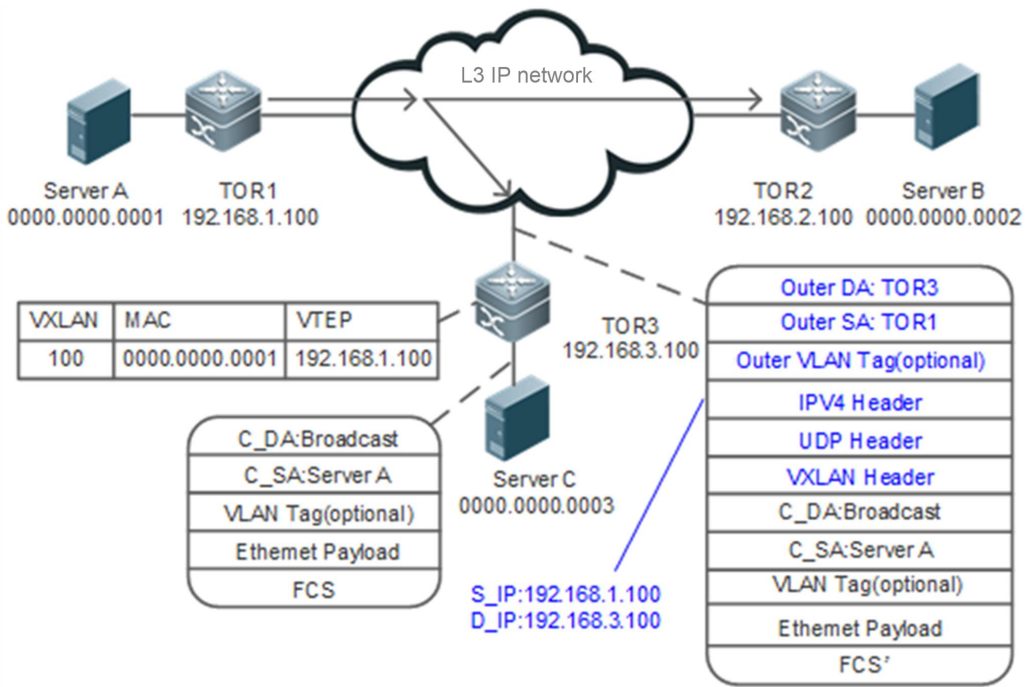 L3 IP network
Server A
0000.0000.0001
TOR1
192.168.1.100
TOR2
192.168.2.100
Server B
0000.0000.0002
VXLAN MAC VTEP
100 0000.0000.0001 192.168.1.100
TOR3
192.168.3.100
C_DA:Broadcast
C_SA:Server A
VLAN Tag(optional)
Ethemet Payload
FCS
Server C
0000.0000.0003
S_IP:192.168.1.100
D_IP:192.168.3.100
Outer DA: TOR3
Outer SA: TOR1
Outer VLAN Tag(optional)
IPV4 Header
UDP Header
VXLAN Header
C_DA:Broadcast
C_SA:Server A
VLAN Tag(optional)
Ethemet Payload
FCS'